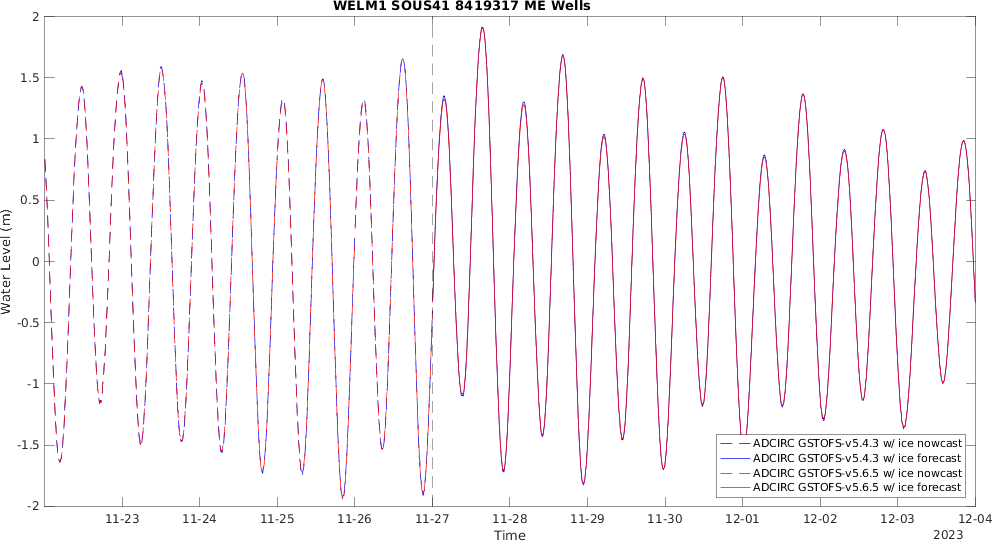 WELM1 SOUS41 8419317 ME Wells
Water Level (m)
2
1.5
1
0.5
0
-0.5
-1
-1.5
-2
ADCIRC GSTOFS-v5.4.3 w/ ice nowcast
ADCIRC GSTOFS-v5.4.3 w/ ice forecast
ADCIRC GSTOFS-v5.6.5 w/ ice nowcast
ADCIRC GSTOFS-v5.6.5 w/ ice forecast
11-23 11-24 11-25 11-26 11-27 11-28 11-29 11-30 12-01 12-02 12-03 12-04
Time
2023